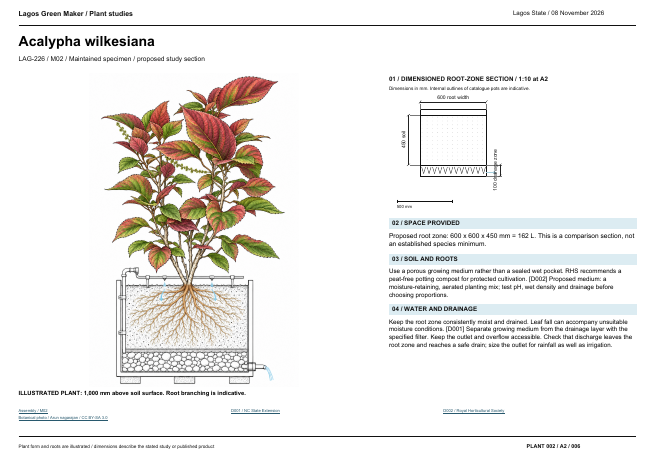 Lagos Green Maker / Plant studies
Lagos State / 08 November 2026
Acalypha wilkesiana
LAG-226 / M02 / Maintained specimen / proposed study section
01 / DIMENSIONED ROOT-ZONE SECTION / 1:10 at A2
Dimensions in mm. Internal outlines of catalogue pots are indicative.
600 root width
450 soil
100 drainage zone
500 mm
02 / SPACE PROVIDED
Proposed root zone: 600 x 600 x 450 mm = 162 L. This is a comparison section, not
an established species minimum.
03 / SOIL AND ROOTS
Use a porous growing medium rather than a sealed wet pocket. RHS recommends a
peat-free potting compost for protected cultivation. [D002] Proposed medium: a
moisture-retaining, aerated planting mix; test pH, wet density and drainage before
choosing proportions.
04 / WATER AND DRAINAGE
Keep the root zone consistently moist and drained. Leaf fall can accompany unsuitable
moisture conditions. [D001] Separate growing medium from the drainage layer with the
specified filter. Keep the outlet and overflow accessible. Check that discharge leaves the
root zone and reaches a safe drain; size the outlet for rainfall as well as irrigation.
ILLUSTRATED PLANT: 1,000 mm above soil surface. Root branching is indicative.
Assembly / M02
D001 / NC State Extension
D002 / Royal Horticultural Society
Botanical photo / Asun
CC BY-SA 4.0
Plant form and roots are illustrated / dimensions describe the stated study or published product
PLANT 002 / A2 / 006